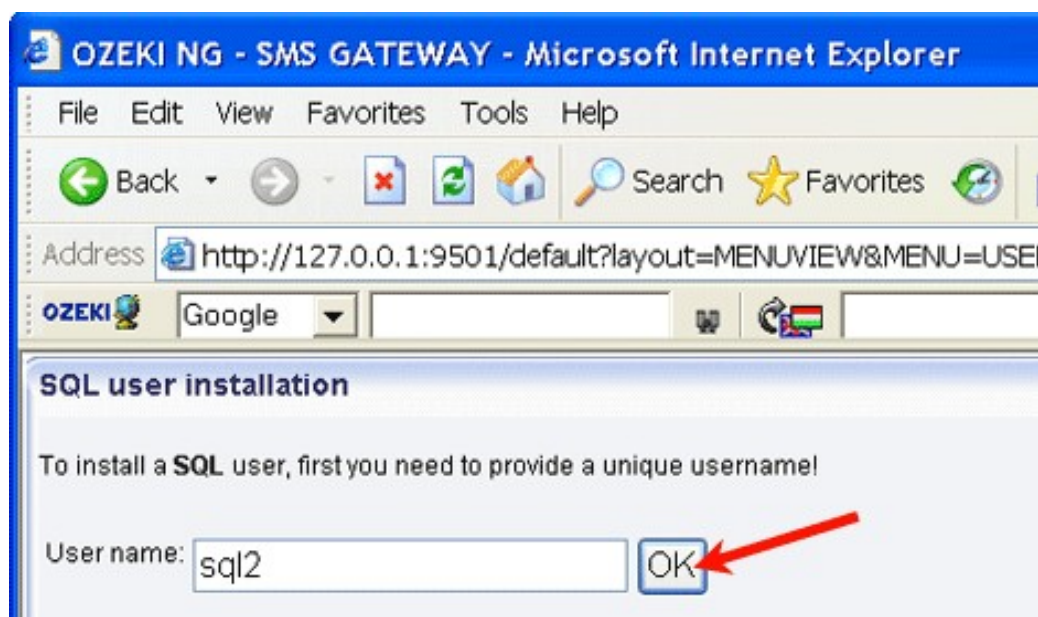 OZEKI NG - SMS GATEWAY - Microsoft Internet Explorer
File Edit View Favorites Tools Help
Back Search Favorites
Address http://127.0.0.1:9501/default?layout=MENUVIEW&MENU=USE
OZEKI Google
SQL user installation
To install a SQL user, first you need to provide a unique username!
User name: sql2 OK